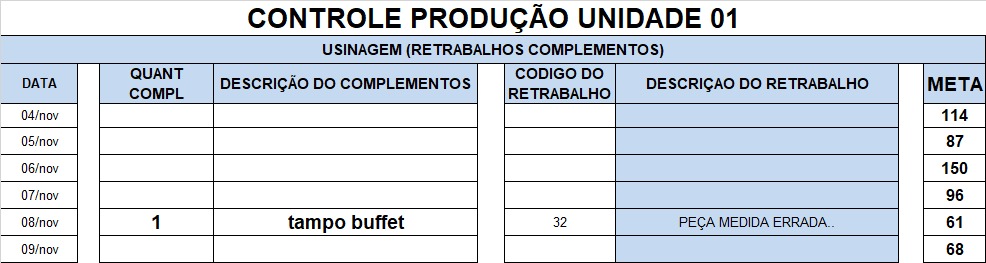 CONTROLE PRODUÇÃO UNIDADE 01
USINAGEM (RETRABALHOS COMPLEMENTOS)
DATA QUANT COMPL DESCRIÇÃO DO COMPLEMENTOS CODIGO DO RETRABALHO DESCRIÇAO DO RETRABALHO META
04/nov 114
05/nov 87
06/nov 150
07/nov 96
08/nov 1 tampo buffet 32 PEÇA MEDIDA ERRADA.. 61
09/nov 68